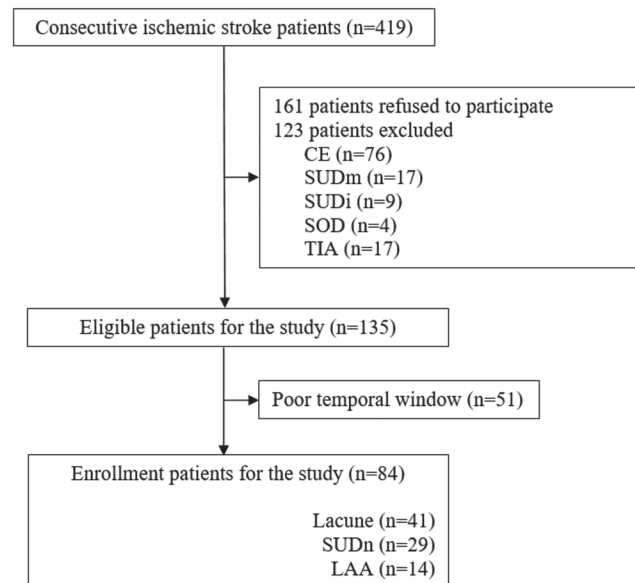 Consecutive ischemic stroke patients (n=419)
161 patients refused to participate
123 patients excluded
CE (n=76)
SUDm (n=17)
SUDi (n=9)
SOD (n=4)
TIA (n=17)
Eligible patients for the study (n=135)
Poor temporal window (n=51)
Enrollment patients for the study (n=84)
Lacune (n=41)
SUDn (n=29)
LAA (n=14)